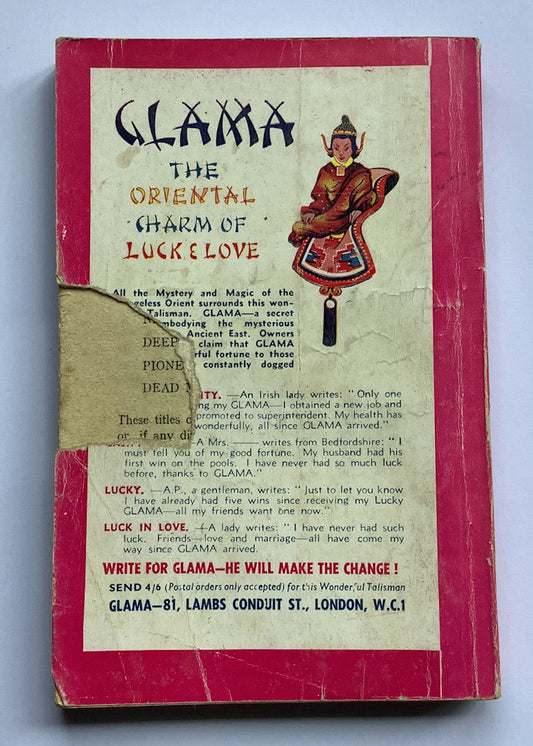 GLAMA
THE
ORIENTAL
CHARM OF
LUCK & LOVE
All the Mystery and Magic of the
geless Orient surrounds this won-
Talisman. GLAMA—a secret
mbodying the mysterious
DEEP Ancient East. Owners
claim that GLAMA
PIONE rful fortune to those
constantly dogged
DEAD
ITY. —An Irish lady writes: "Only one
ng my GLAMA—I obtained a new job and
These titles promoted to superintendent. My health has
wonderfully, all since GLAMA arrived."
or, if any di A Mrs. —— writes from Bedfordshire: "I
must tell you of my good fortune. My husband had his
first win on the pools. I have never had so much luck
before, thanks to GLAMA."
LUCKY. —A.P., a gentleman, writes: "Just to let you know
I have already had five wins since receiving my Lucky
GLAMA—all my friends want one now."
LUCK IN LOVE. —A lady writes: "I have never had such
luck. Friends—love and marriage—all have come my
way since GLAMA arrived.
WRITE FOR GLAMA—HE WILL MAKE THE CHANGE !
SEND 4/6 (Postal orders only accepted) for this Wonderful Talisman
GLAMA—81, LAMBS CONDUIT ST., LONDON, W.C.1